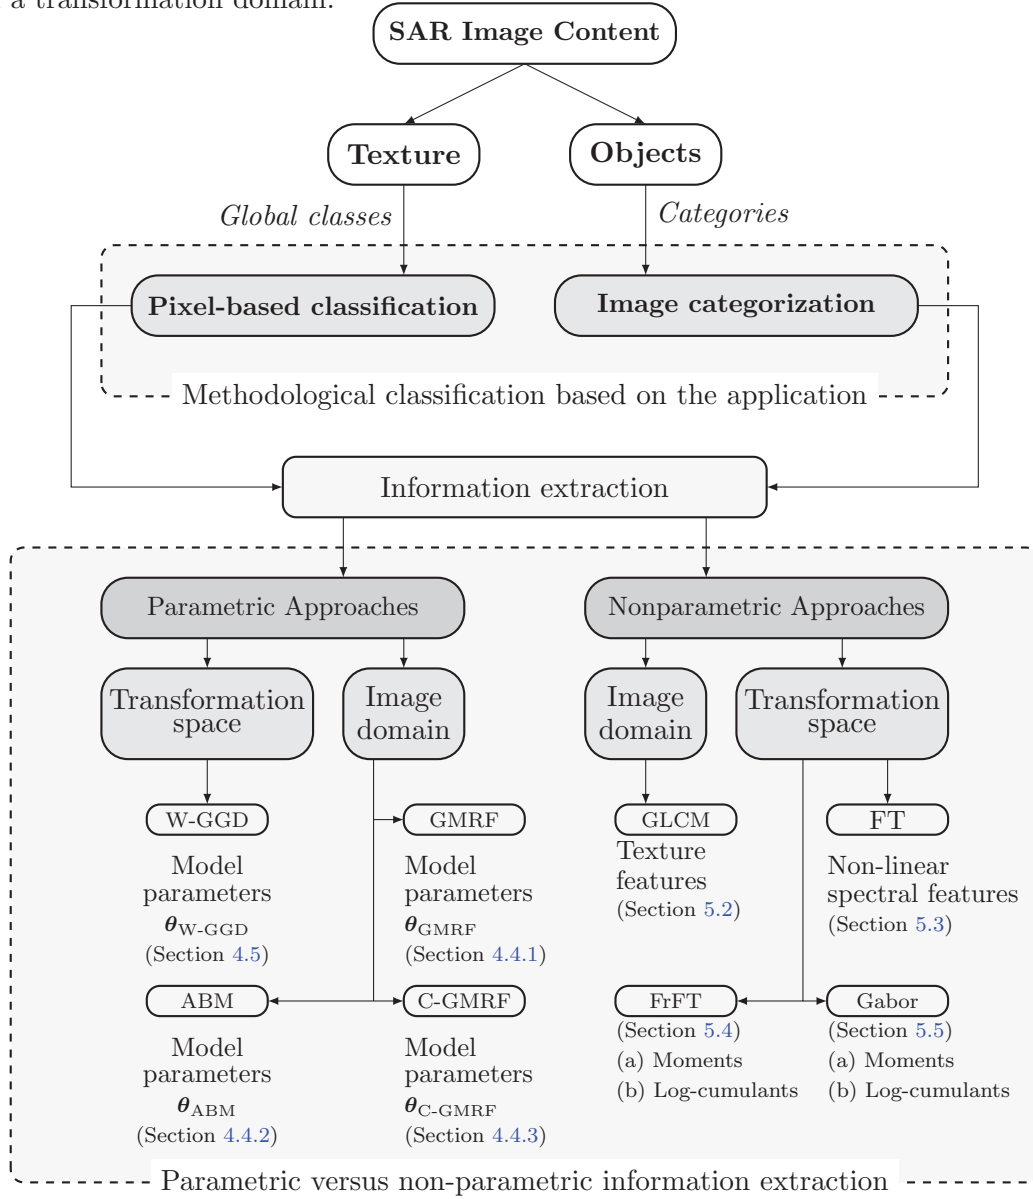 a transformation domain.
SAR Image Content
Texture
Objects
Global classes
Categories
Pixel-based classification
Image categorization
Methodological classification based on the application
Information extraction
Parametric Approaches
Nonparametric Approaches
Transformation
space
Image
domain
Image
domain
Transformation
space
W-GGD
Model
parameters
θW-GGD
(Section 4.5)
GMRF
Model
parameters
θGMRF
(Section 4.4.1)
GLCM
Texture
features
(Section 5.2)
FT
Non-linear
spectral features
(Section 5.3)
ABM
Model
parameters
θABM
(Section 4.4.2)
C-GMRF
Model
parameters
θC-GMRF
(Section 4.4.3)
FrFT
(Section 5.4)
(a) Moments
(b) Log-cumulants
Gabor
(Section 5.5)
(a) Moments
(b) Log-cumulants
Parametric versus non-parametric information extraction